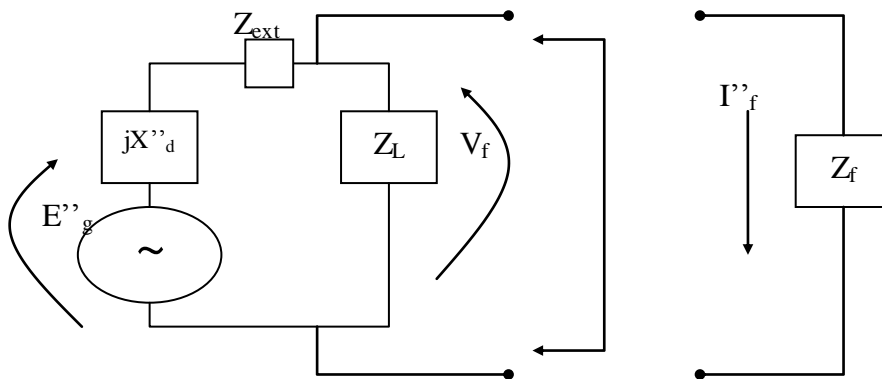 Z_ext
jX’’_d
Z_L
V_f
I’’_f
Z_f
E’’_g
~